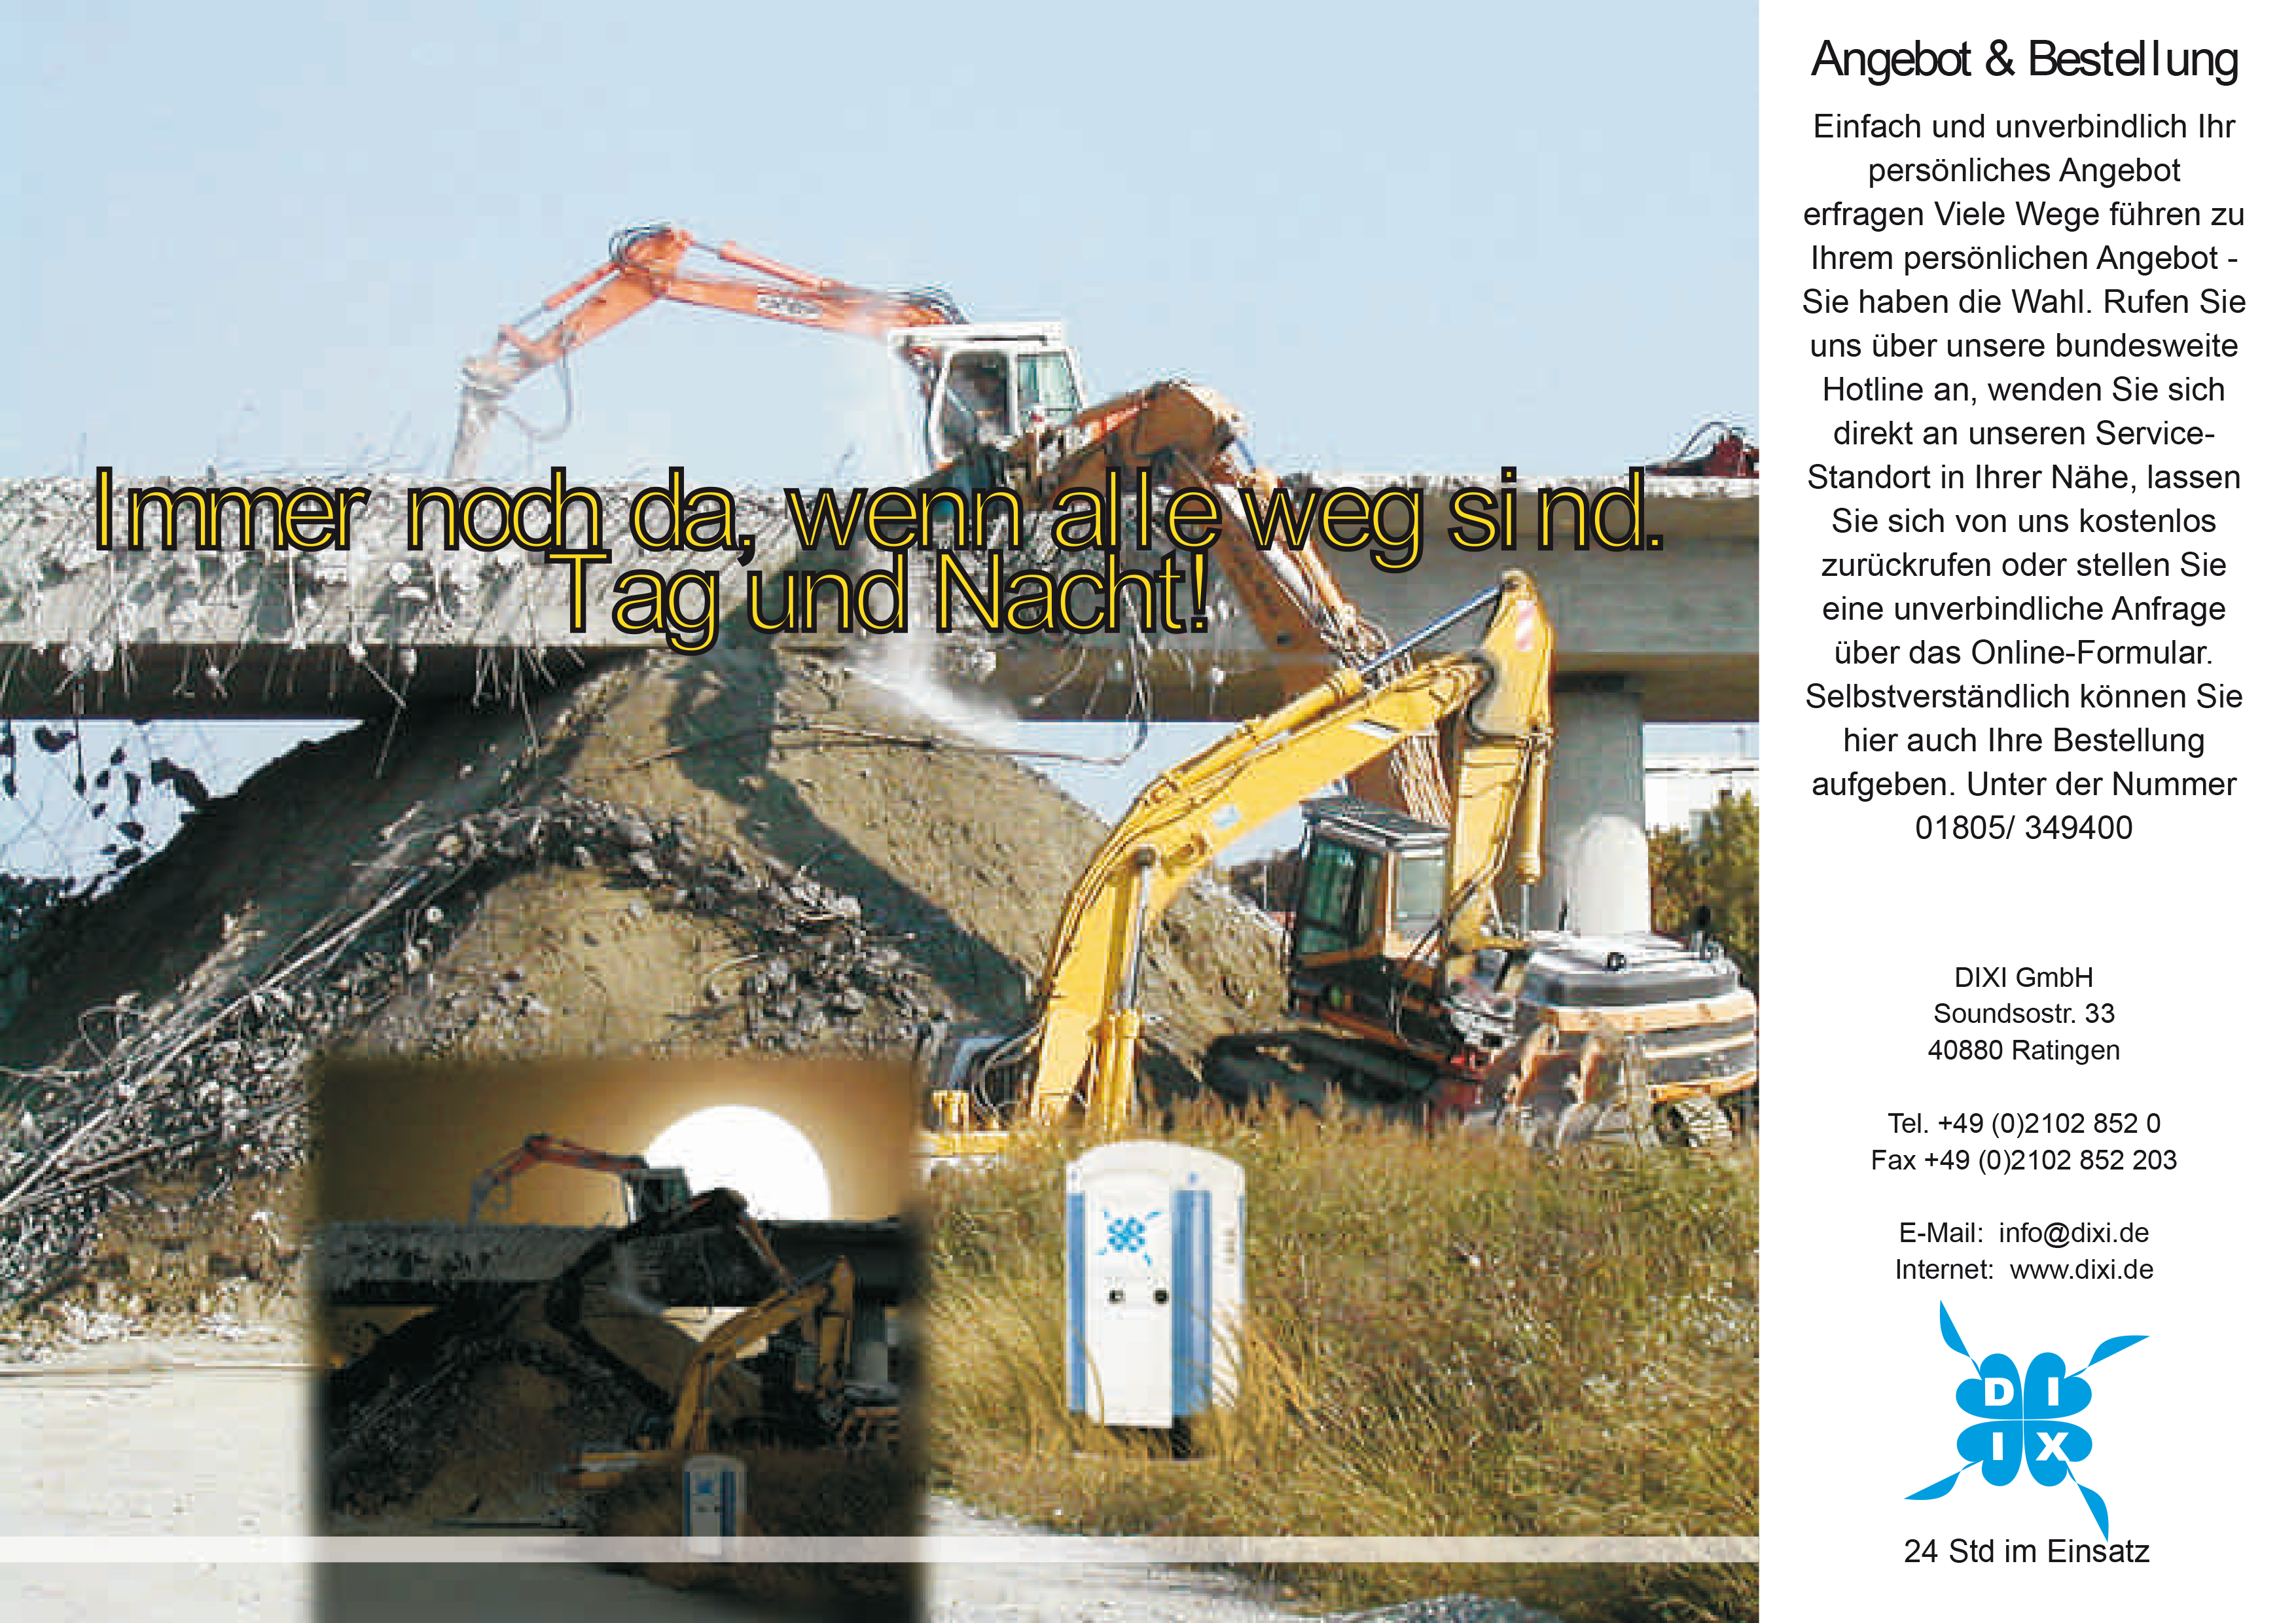 Immer noch da, wenn alle weg sind.
Tag und Nacht!
Angebot & Bestellung
Einfach und unverbindlich Ihr
persönliches Angebot
erfragen Viele Wege führen zu
Ihrem persönlichen Angebot -
Sie haben die Wahl. Rufen Sie
uns über unsere bundesweite
Hotline an, wenden Sie sich
direkt an unseren Service-
Standort in Ihrer Nähe, lassen
Sie sich von uns kostenlos
zurückrufen oder stellen Sie
eine unverbindliche Anfrage
über das Online-Formular.
Selbstverständlich können Sie
hier auch Ihre Bestellung
aufgeben. Unter der Nummer
01805/ 349400
DIXI GmbH
Soundsostr. 33
40880 Ratingen
Tel. +49 (0)2102 852 0
Fax +49 (0)2102 852 203
E-Mail: info@dixi.de
Internet: www.dixi.de
D I
I X
24 Std im Einsatz